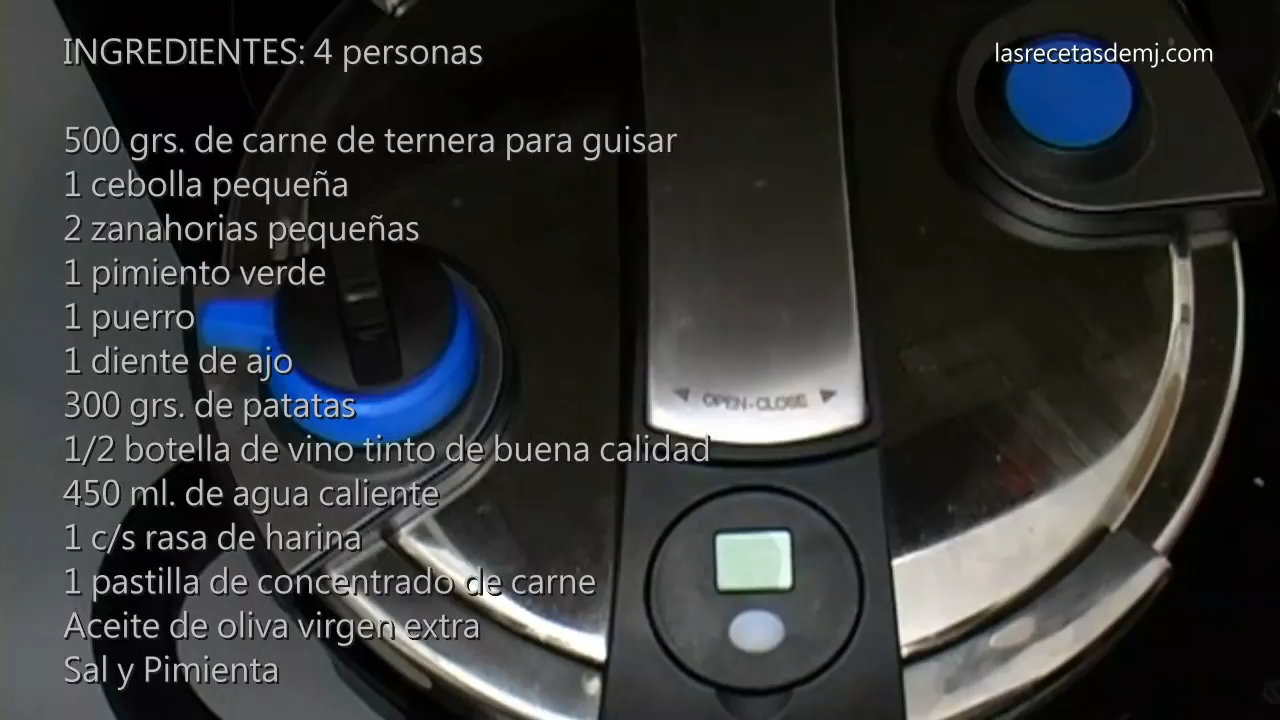 INGREDIENTES: 4 personas
lasrecetasdemj.com
500 grs. de carne de ternera para guisar
1 cebolla pequeña
2 zanahorias pequeñas
1 pimiento verde
1 puerro
1 diente de ajo
300 grs. de patatas
1/2 botella de vino tinto de buena calidad
450 ml. de agua caliente
1 c/s rasa de harina
1 pastilla de concentrado de carne
Aceite de oliva virgen extra
Sal y Pimienta
OPEN-CLOSE